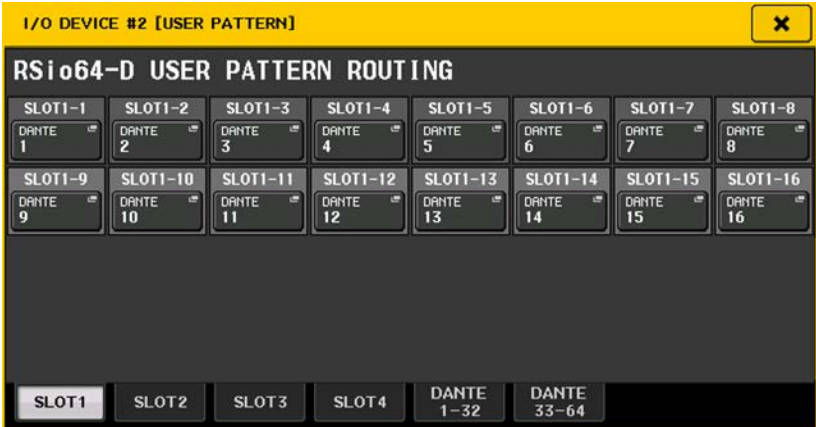 I/O DEVICE #2 [USER PATTERN]
RSio64-D USER PATTERN ROUTING
SLOT1-1 SLOT1-2 SLOT1-3 SLOT1-4 SLOT1-5 SLOT1-6 SLOT1-7 SLOT1-8
DANTE DANTE DANTE DANTE DANTE DANTE DANTE DANTE
1 2 3 4 5 6 7 8
SLOT1-9 SLOT1-10 SLOT1-11 SLOT1-12 SLOT1-13 SLOT1-14 SLOT1-15 SLOT1-16
DANTE DANTE DANTE DANTE DANTE DANTE DANTE DANTE
9 10 11 12 13 14 15 16
SLOT1 SLOT2 SLOT3 SLOT4 DANTE DANTE
1-32 33-64